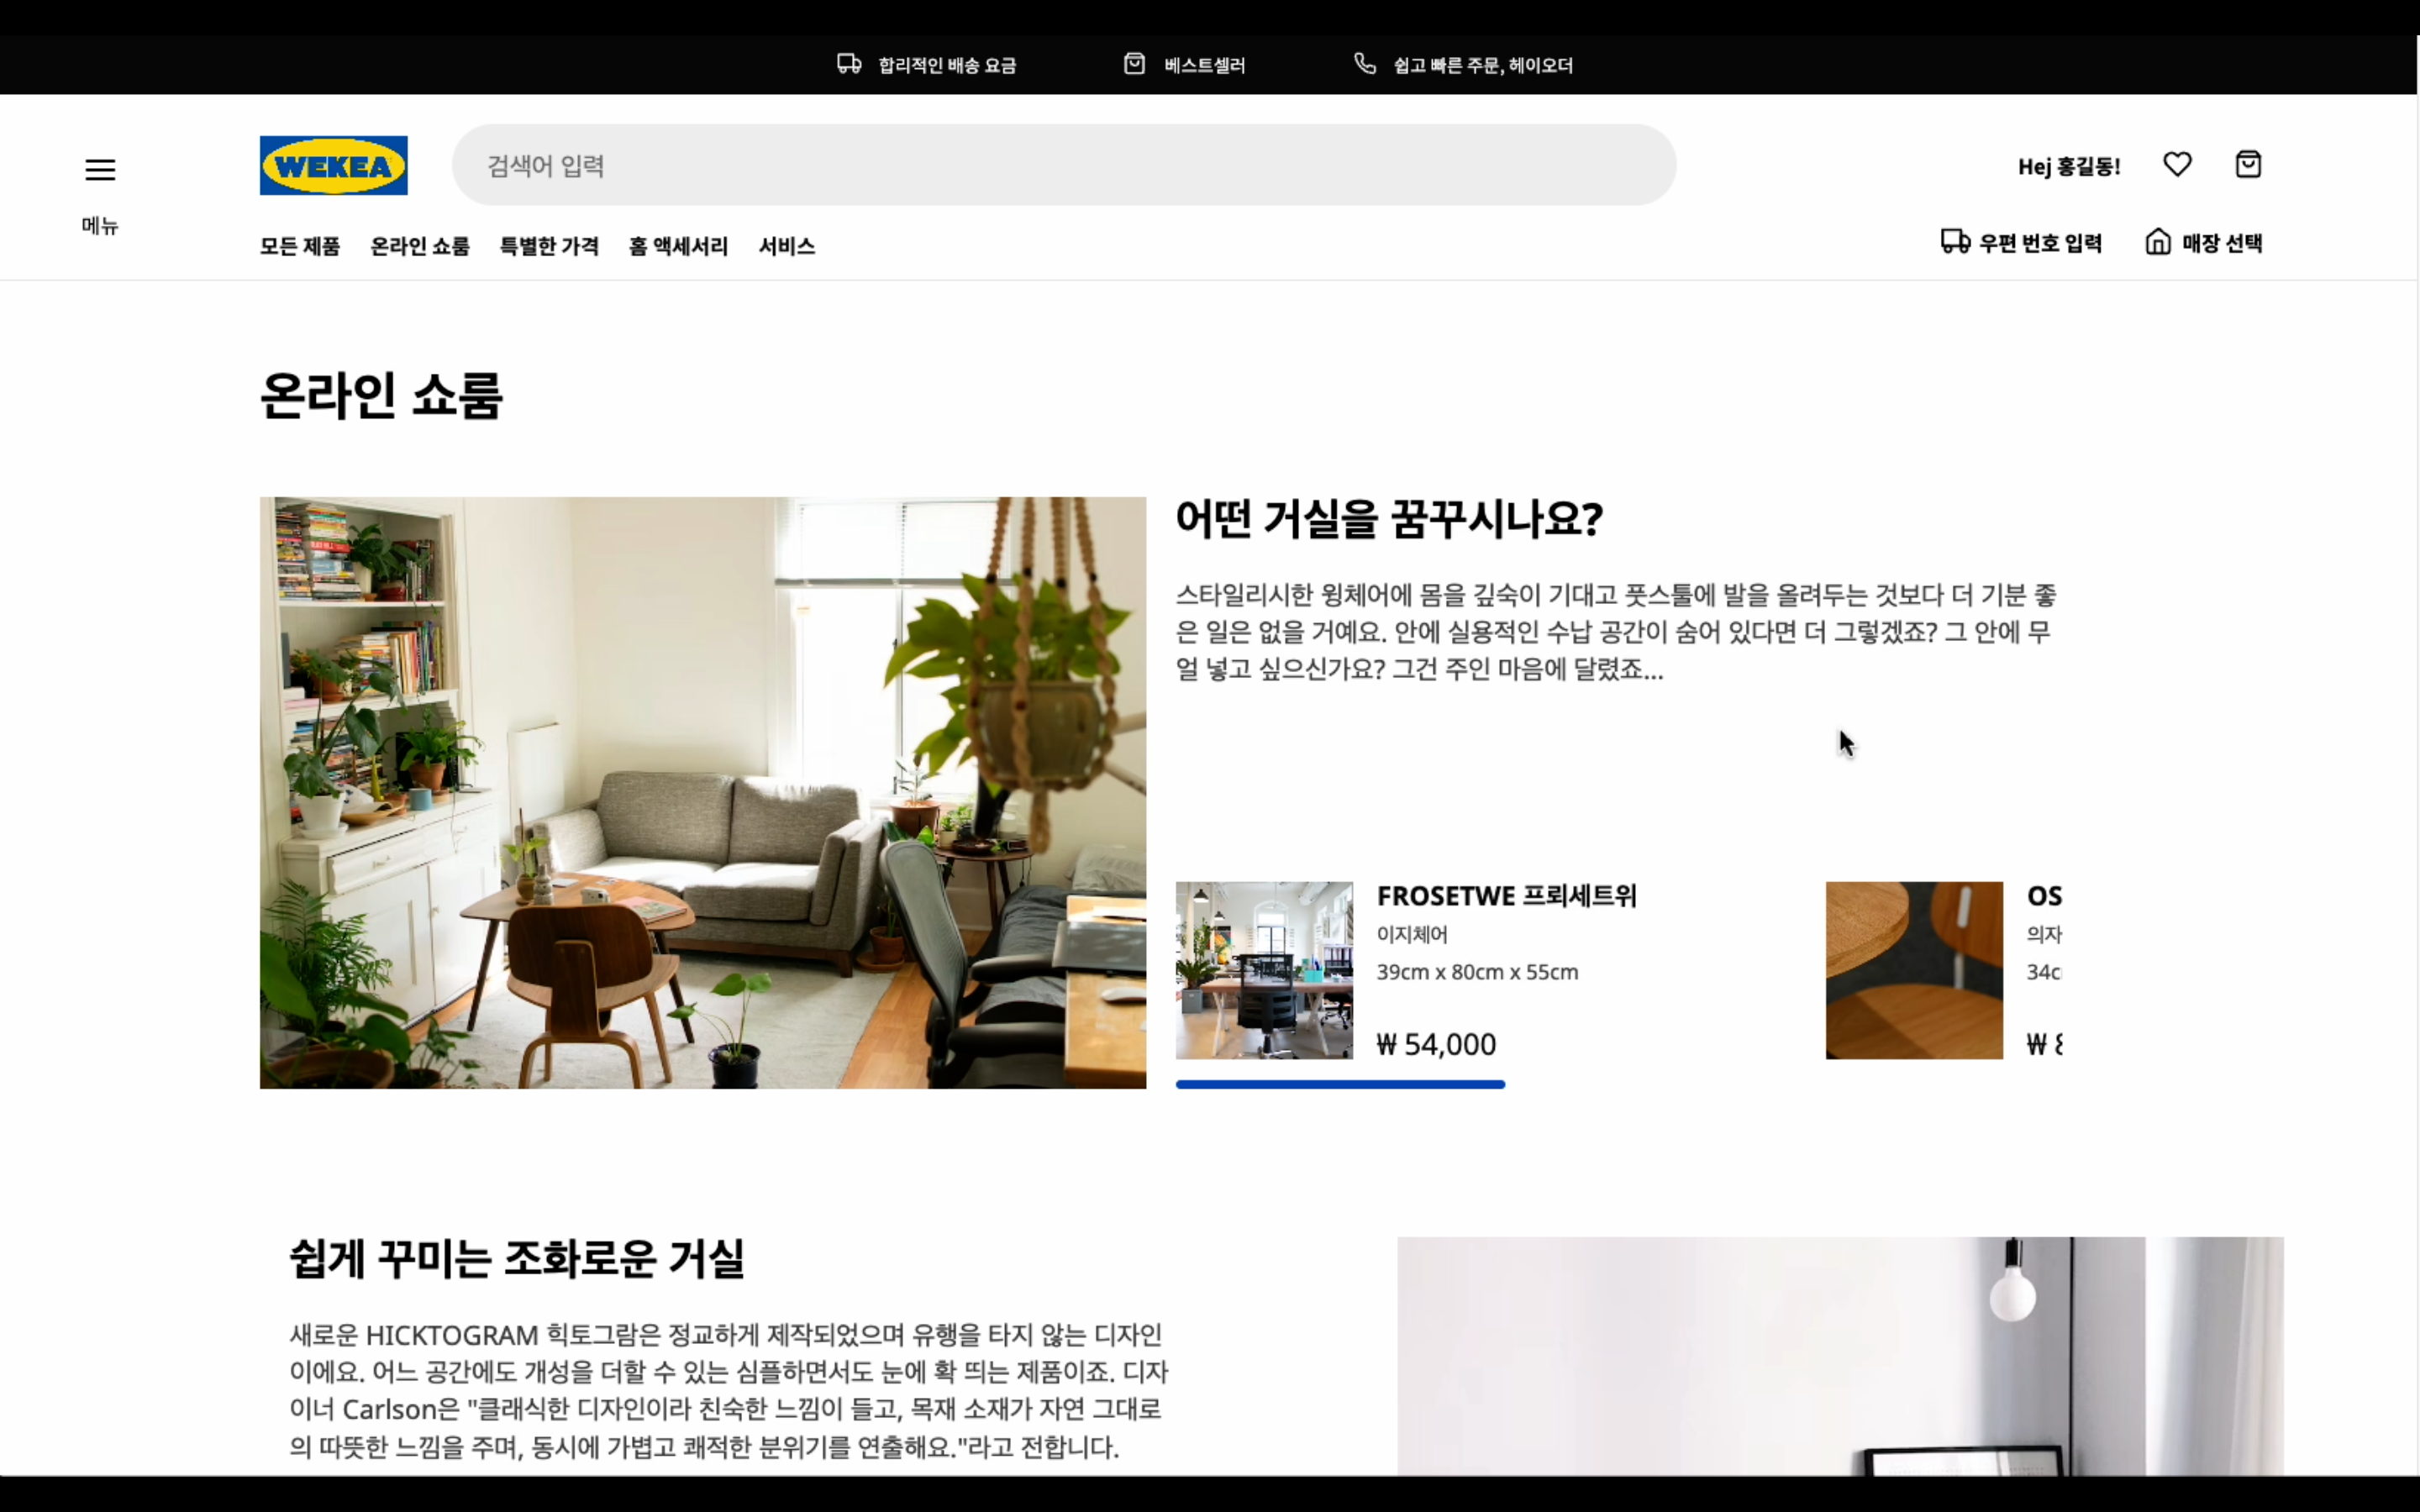 합리적인 배송 요금
베스트셀러
쉽고 빠른 주문, 헤이오더
메뉴
WEKEA
검색어 입력
Hej 홍길동!
모든 제품
온라인 쇼룸
특별한 가격
홈 액세서리
서비스
우편 번호 입력
매장 선택
온라인 쇼룸
어떤 거실을 꿈꾸시나요?
스타일리시한 윙체어에 몸을 깊숙이 기대고 풋스툴에 발을 올려두는 것보다 더 기분 좋
은 일은 없을 거예요. 안에 실용적인 수납 공간이 숨어 있다면 더 그렇겠죠? 그 안에 무
얼 넣고 싶으신가요? 그건 주인 마음에 달렸죠...
FROSETWE 프뢰세트위
이지체어
39cm x 80cm x 55cm
₩ 54,000
OS
의자
34c
₩
쉽게 꾸미는 조화로운 거실
새로운 HICKTOGRAM 힉토그람은 정교하게 제작되었으며 유행을 타지 않는 디자인
이에요. 어느 공간에도 개성을 더할 수 있는 심플하면서도 눈에 확 띄는 제품이죠. 디자
이너 Carlson은 "클래식한 디자인이라 친숙한 느낌이 들고, 목재 소재가 자연 그대로
의 따뜻한 느낌을 주며, 동시에 가볍고 쾌적한 분위기를 연출해요."라고 전합니다.